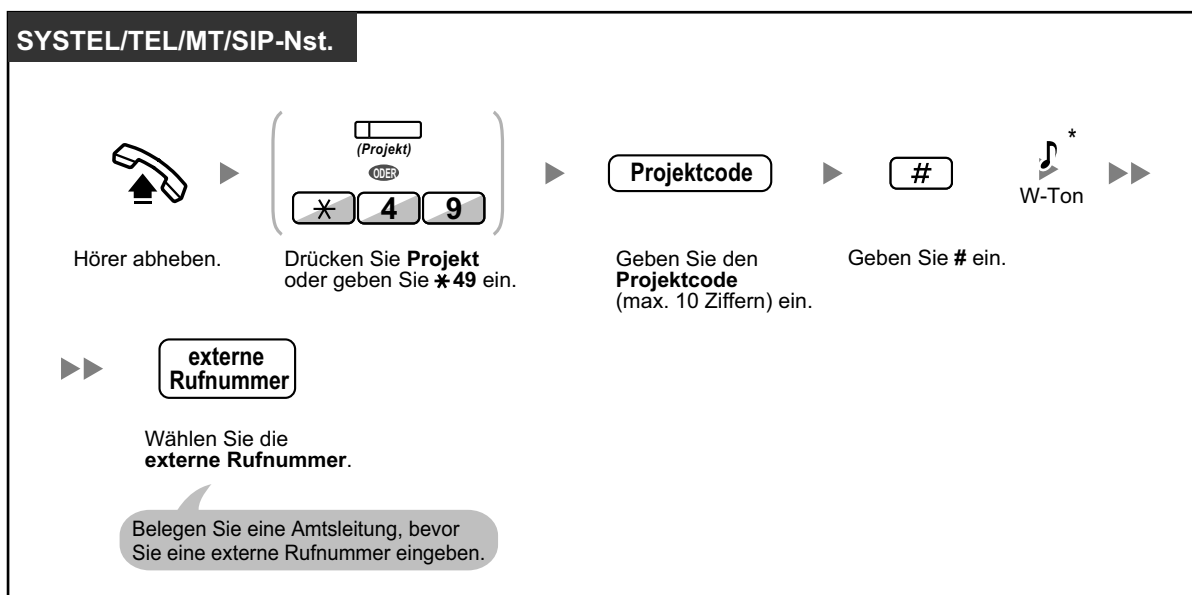 SYSTEL/TEL/MT/SIP-Nst.
(Projekt)
ODER
* 4 9
Projektcode
#
*
W-Ton
Hörer abheben.
Drücken Sie Projekt
oder geben Sie *49 ein.
Geben Sie den
Projektcode
(max. 10 Ziffern) ein.
Geben Sie # ein.
externe
Rufnummer
Wählen Sie die
externe Rufnummer.
Belegen Sie eine Amtsleitung, bevor
Sie eine externe Rufnummer eingeben.